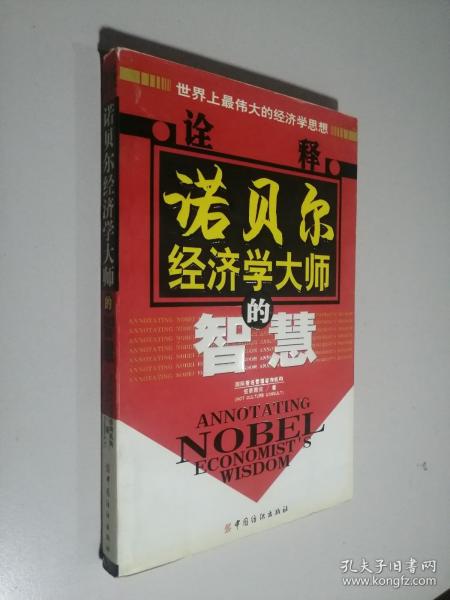 世界上最伟大的经济学思想
诠释
诺贝尔
经济学大师
的
智慧
ANNOTATING
NOBEL
ECONOMIST'S
WISDOM
中国纺织出版社
诺贝尔经济学大师的
孔夫子旧书网
www.kongfz.com